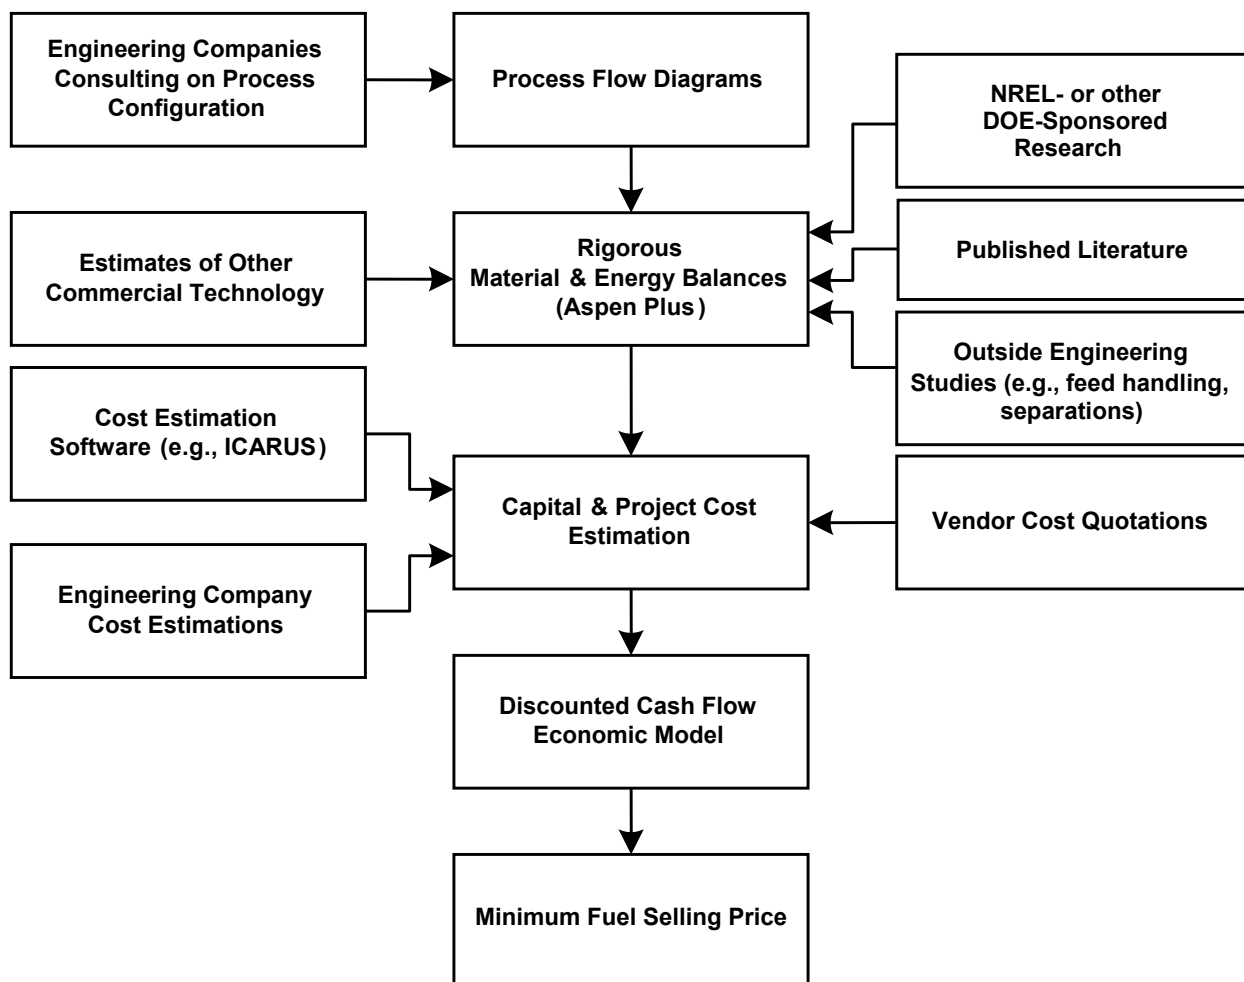 Engineering Companies
Consulting on Process
Configuration
Process Flow Diagrams
NREL- or other
DOE-Sponsored
Research
Estimates of Other
Commercial Technology
Rigorous
Material & Energy Balances
(Aspen Plus)
Published Literature
Outside Engineering
Studies (e.g., feed handling,
separations)
Cost Estimation
Software (e.g., ICARUS)
Capital & Project Cost
Estimation
Vendor Cost Quotations
Engineering Company
Cost Estimations
Discounted Cash Flow
Economic Model
Minimum Fuel Selling Price